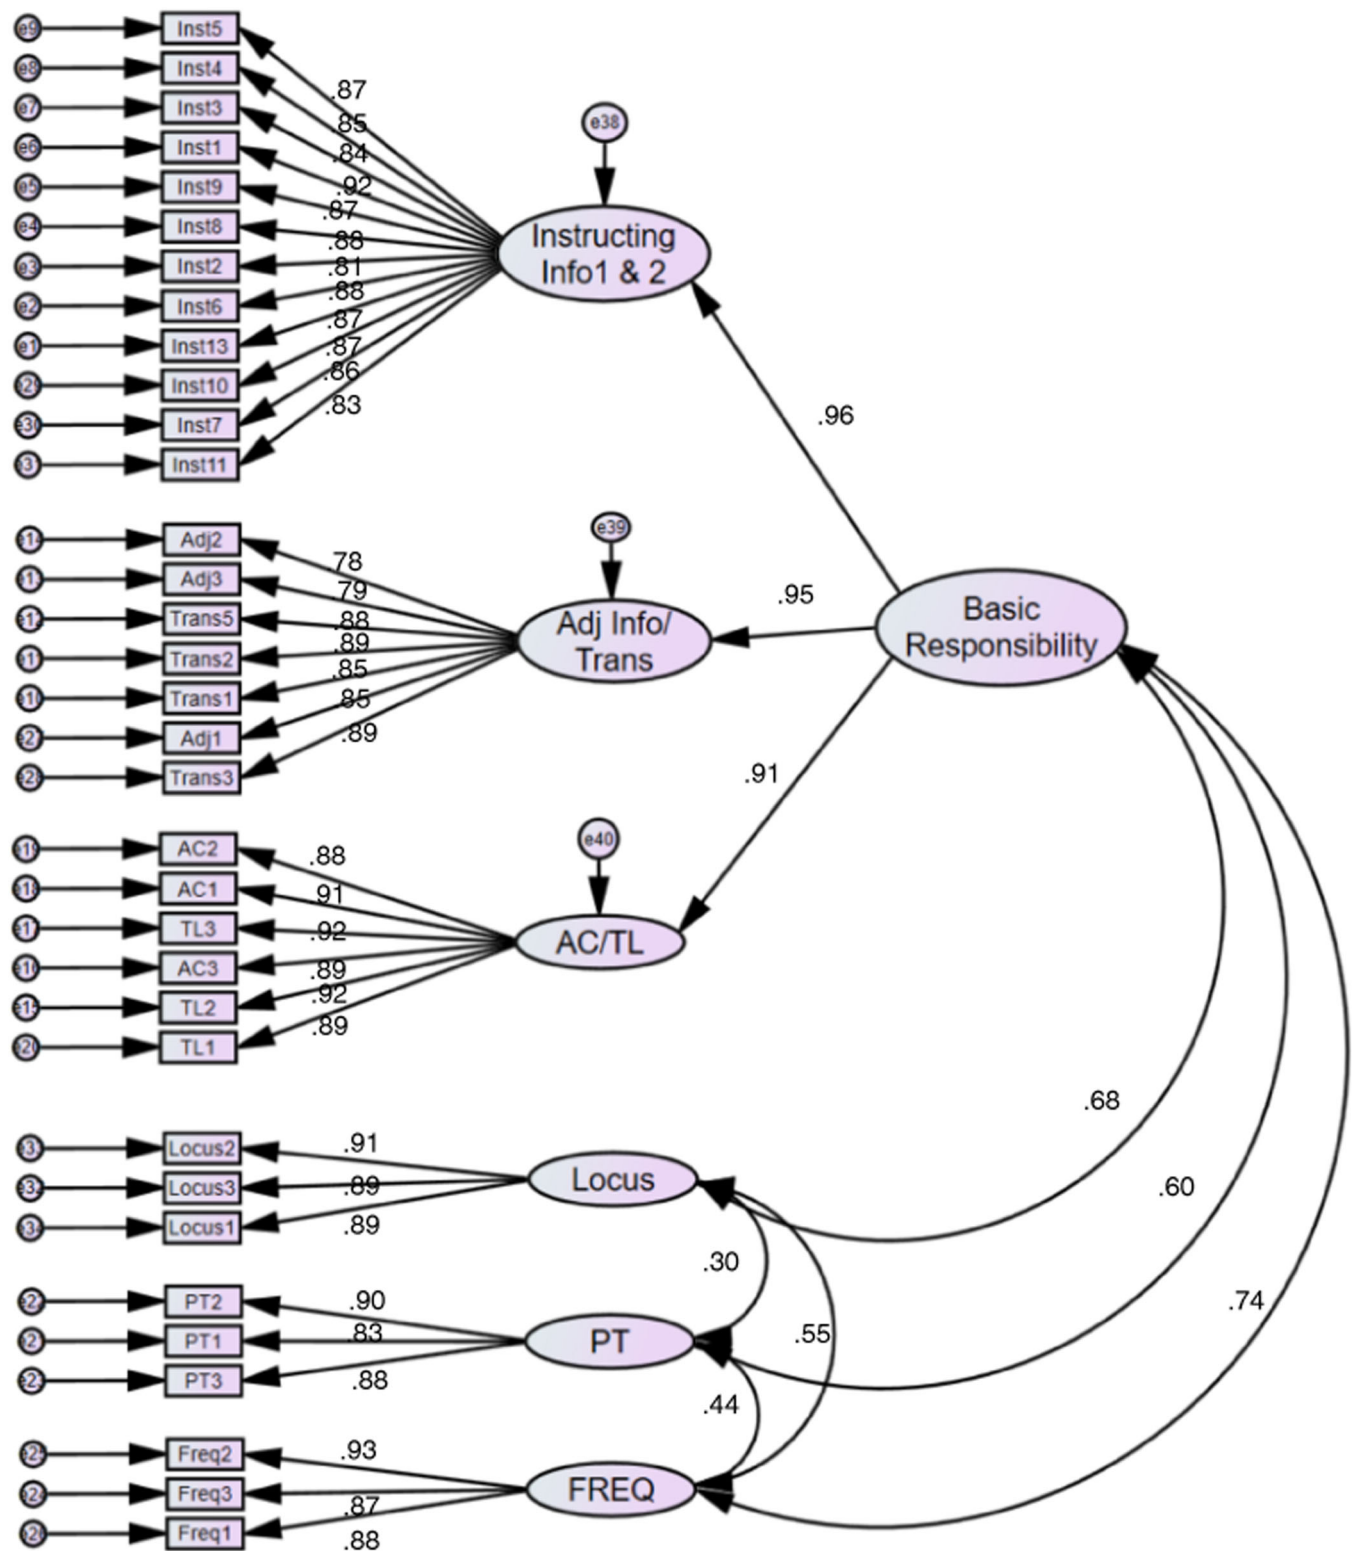 e9 Inst5
e8 Inst4
e7 Inst3
e6 Inst1
e5 Inst9
e4 Inst8
e3 Inst2
e2 Inst6
e1 Inst13
e29 Inst10
Inst7
Inst11
.87
.85
.84
.92
.87
.88
.81
.88
.87
.87
.86
.83
e38
Instructing
Info1 & 2
.96
Adj2
Adj3
Trans5
Trans2
Trans1
Adj1
Trans3
.78
.79
.88
.89
.85
.85
.89
e39
Adj Info/
Trans
.95
Basic
Responsibility
.91
AC2
AC1
TL3
AC3
TL2
TL1
.88
.91
.92
.89
.92
.89
e40
AC/TL
Locus2
Locus3
Locus1
.91
.89
.89
Locus
.68
.60
.74
.30
.55
.44
PT2
PT1
PT3
.90
.83
.88
PT
Freq2
Freq3
Freq1
.93
.87
.88
FREQ